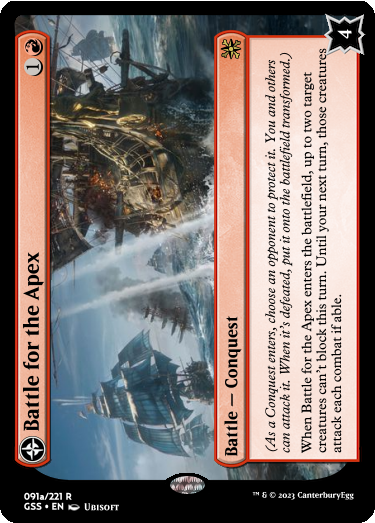 Battle for the Apex
1
Battle — Conquest
(As a Conquest enters, choose an opponent to protect it. You and others
can attack it. When it's defeated, put it onto the battlefield transformed.)
When Battle for the Apex enters the battlefield, up to two target
creatures can't block this turn. Until your next turn, those creatures
attack each combat if able.
4
091a/221 R
GSS • EN Ubisoft
™ & © 2023 CanterburyEgg